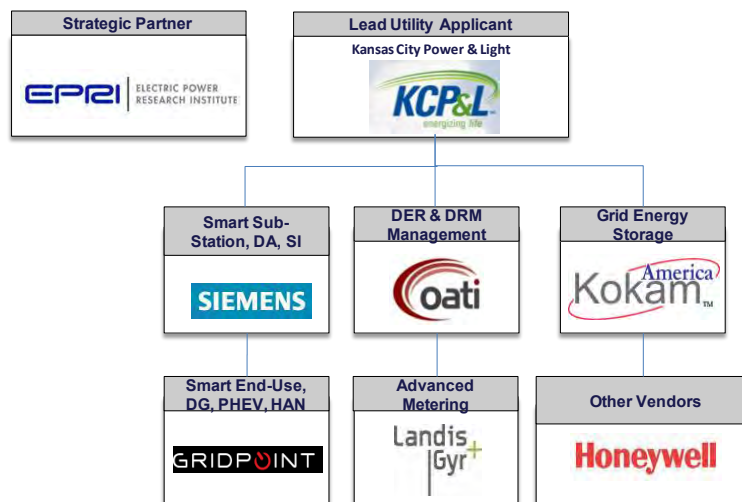 Strategic Partner
EPRI
ELECTRIC POWER
RESEARCH INSTITUTE
Lead Utility Applicant
Kansas City Power & Light
KCP&L
energizing life
Smart Sub-
Station, DA, SI
SIEMENS
DER & DRM
Management
oati
Grid Energy
Storage
America
Kokam TM
Smart End-Use,
DG, PHEV, HAN
GRIDPOINT
Advanced
Metering
Landis
Gyr+
Other Vendors
Honeywell